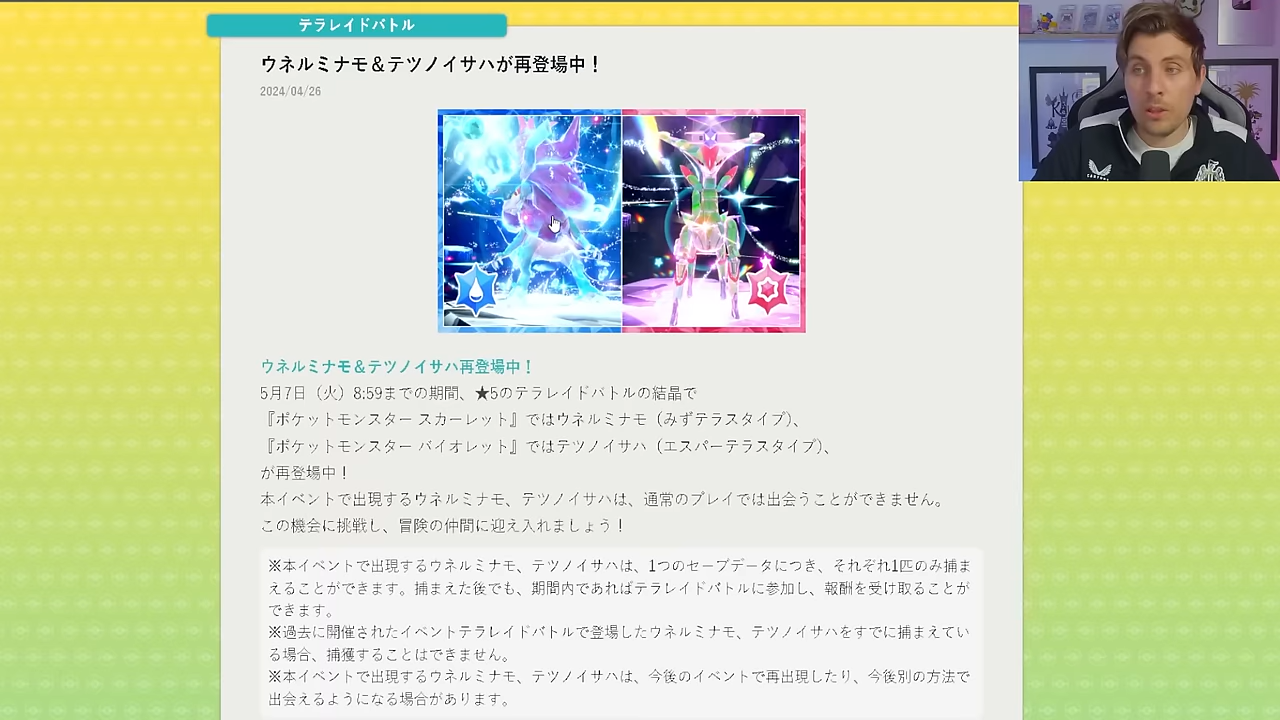 テラレイドバトル
ウネルミナモ＆テツノイサハが再登場中！
2024/04/26
ウネルミナモ＆テツノイサハ再登場中！
5月7日（火）8:59までの期間、★5のテラレイドバトルの結晶で
『ポケットモンスター スカーレット』ではウネルミナモ（みずテラスタイプ）、
『ポケットモンスター バイオレット』ではテツノイサハ（エスパーテラスタイプ）、
が再登場中！
本イベントで出現するウネルミナモ、テツノイサハは、通常のプレイでは出会うことができません。
この機会に挑戦し、冒険の仲間に迎え入れましょう！
※本イベントで出現するウネルミナモ、テツノイサハは、1つのセーブデータにつき、それぞれ1匹のみ捕ま
えることができます。捕まえた後でも、期間内であればテラレイドバトルに参加し、報酬を受け取ることが
できます。
※過去に開催されたイベントテラレイドバトルで登場したウネルミナモ、テツノイサハをすでに捕まえてい
る場合、捕獲することはできません。
※本イベントで出現するウネルミナモ、テツノイサハは、今後のイベントで再出現したり、今後別の方法で
出会えるようになる場合があります。